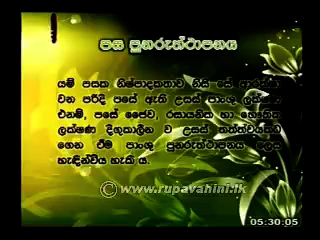 පස පුනරුත්ථාපනය
යම් පසක නිෂ්පාදකතාව නිසි සේ ආරක්ෂා
වන පරිදි පසේ ඇති උසස් පාංශු ලක්ෂණ
එනම්, පසේ ජෛව, රසායනික හා භෞතික
ලක්ෂණ දිගුකාලීන ව උසස් තත්ත්වයකට
ගෙන ඒම පාංශු පුනරුත්ථාපනය ලෙස
හැඳින්විය හැකි ය.
© www.rupavahini.lk
05:30:05